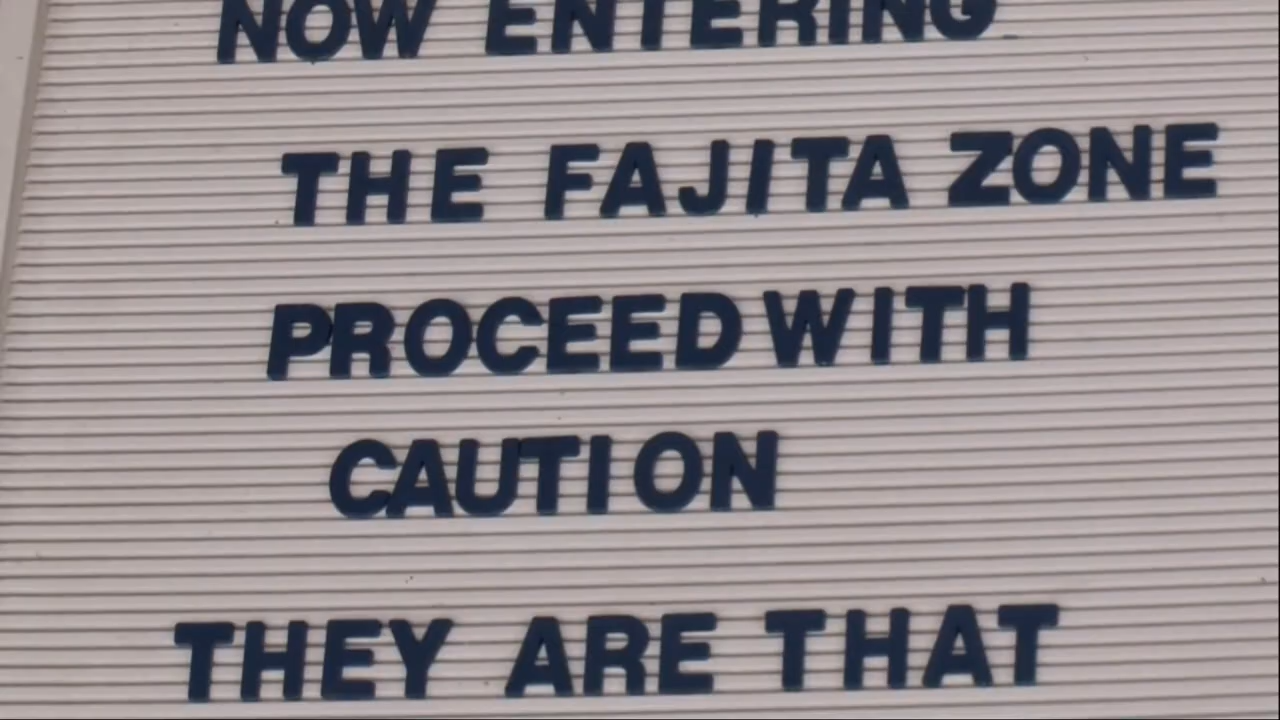 NOW ENTERING
THE FAJITA ZONE
PROCEED WITH
CAUTION
THEY ARE THAT